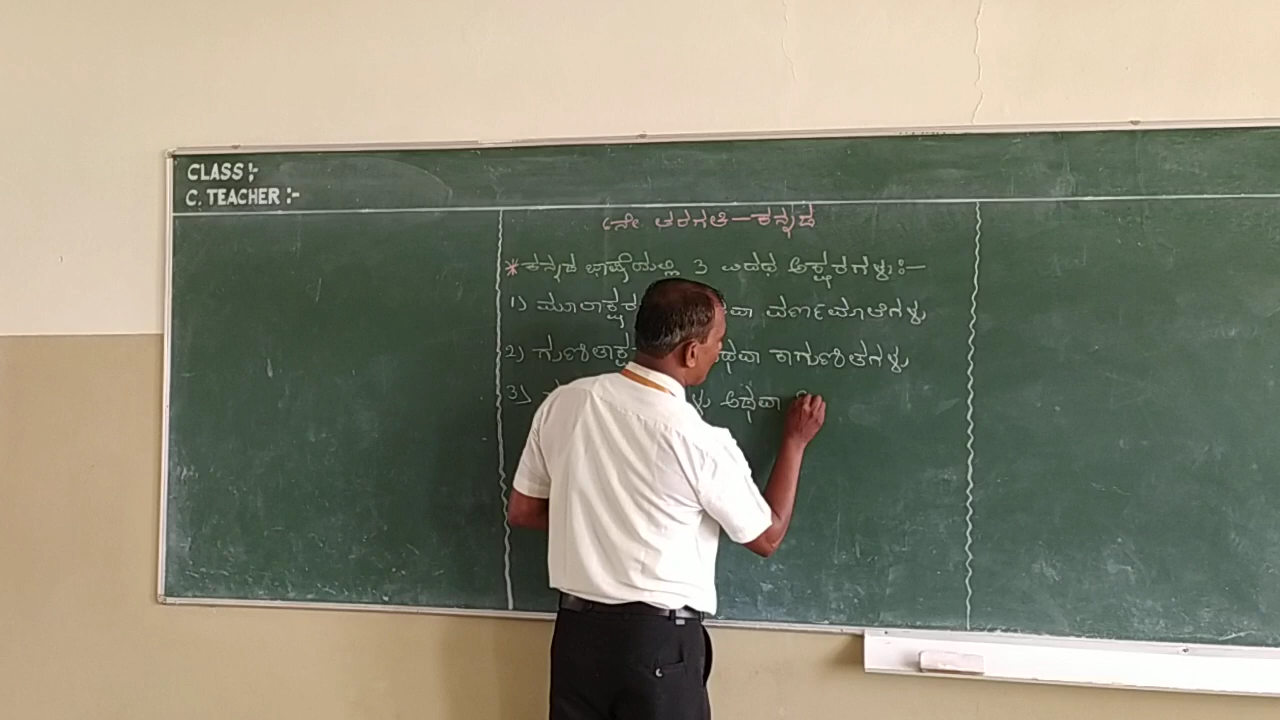 CLASS :-
C. TEACHER :-
6ನೇ ತರಗತಿ – ಕನ್ನಡ
* ಕನ್ನಡ ಭಾಷೆಯಲ್ಲಿ 3 ವಿಧದ ಅಕ್ಷರಗಳು:-
1) ಮೂಲಾಕ್ಷರ ವರ್ಣಮಾಲೆಗಳು
2) ಗುಣಿತಾಕ್ಷ ಕಾಗುಣಿತಗಳು
3) ಅಥವಾ